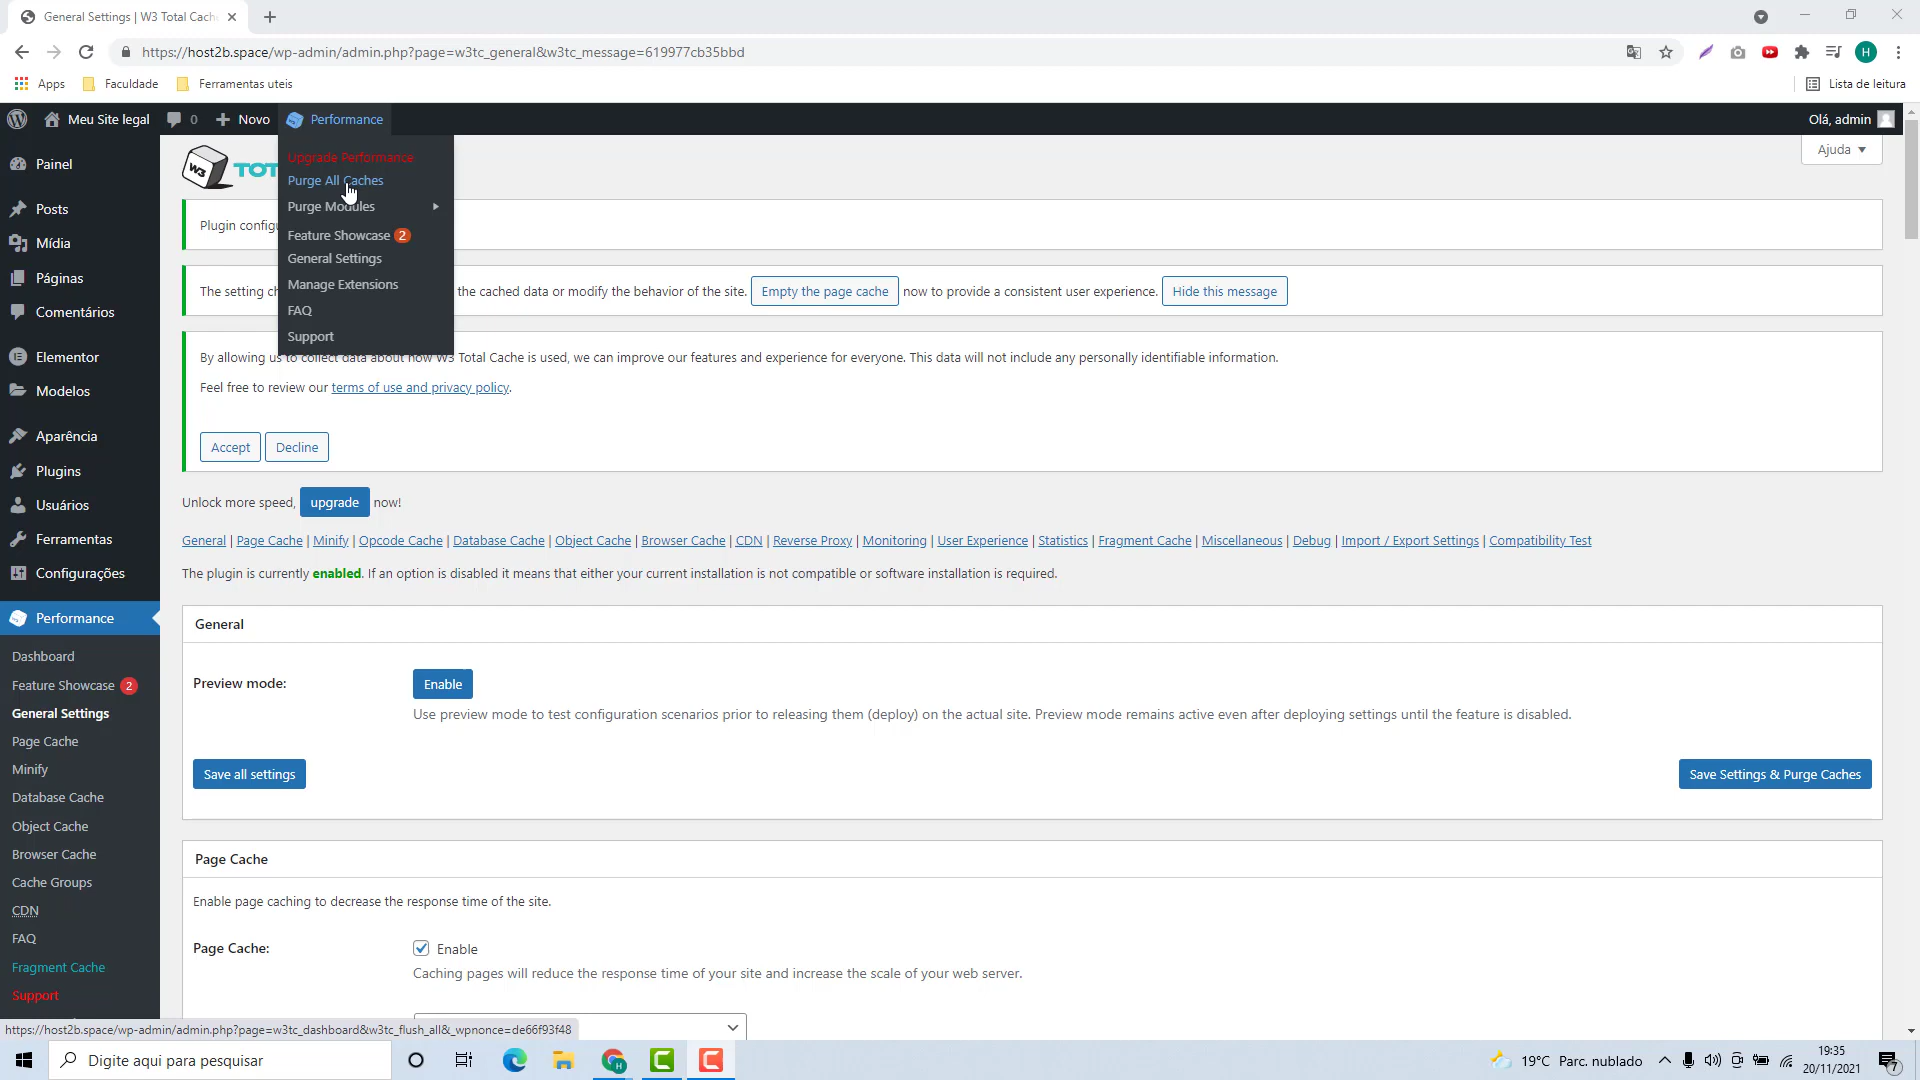 General Settings | W3 Total Cach
https://host2b.space/wp-admin/admin.php?page=w3tc_general&w3tc_message=619977cb35bbd
H
Apps Faculdade Ferramentas uteis Lista de leitura
Meu Site legal 0 Novo Performance Olá, admin
Ajuda
Upgrade Performance
Purge All Caches
Purge Modules
Feature Showcase 2
General Settings
Manage Extensions
FAQ
Support
Painel
Posts
Mídia
Páginas
Comentários
Elementor
Modelos
Aparência
Plugins
Usuários
Ferramentas
Configurações
Performance
Dashboard
Feature Showcase 2
General Settings
Page Cache
Minify
Database Cache
Object Cache
Browser Cache
Cache Groups
CDN
FAQ
Fragment Cache
Support
W3
Plugin
The setting
the cached data or modify the behavior of the site. Empty the page cache now to provide a consistent user experience. Hide this message
By allowing us to collect data about how W3 Total Cache is used, we can improve our features and experience for everyone. This data will not include any personally identifiable information.
Feel free to review our terms of use and privacy policy.
Accept Decline
Unlock more speed, upgrade now!
General | Page Cache | Minify | Opcode Cache | Database Cache | Object Cache | Browser Cache | CDN | Reverse Proxy | Monitoring | User Experience | Statistics | Fragment Cache | Miscellaneous | Debug | Import / Export Settings | Compatibility Test
The plugin is currently enabled. If an option is disabled it means that either your current installation is not compatible or software installation is required.
General
Preview mode: Enable
Use preview mode to test configuration scenarios prior to releasing them (deploy) on the actual site. Preview mode remains active even after deploying settings until the feature is disabled.
Save all settings Save Settings & Purge Caches
Page Cache
Enable page caching to decrease the response time of the site.
Page Cache: Enable
Caching pages will reduce the response time of your site and increase the scale of your web server.
https://host2b.space/wp-admin/admin.php?page=w3tc_dashboard&w3tc_flush_all&_wpnonce=de66f93f48
Digite aqui para pesquisar
19°C Parc. nublado
19:35
20/11/2021
7